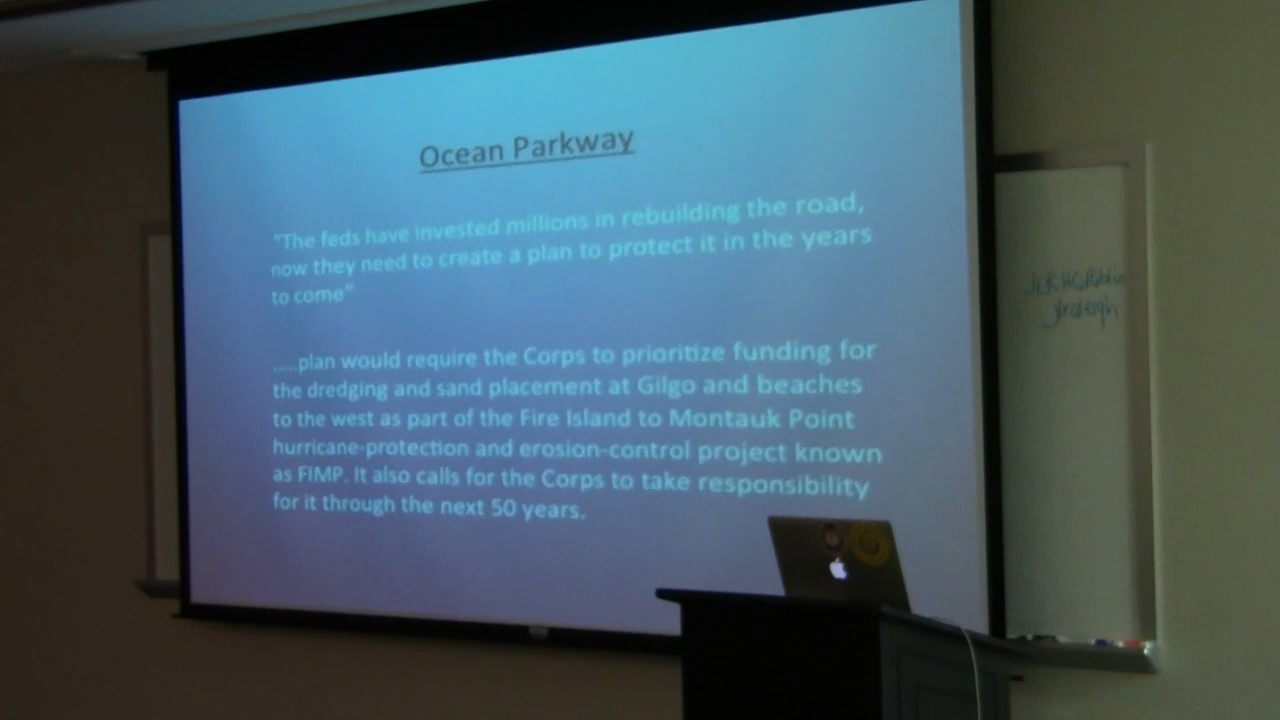 Ocean Parkway
"The feds have invested millions in rebuilding the road,
now they need to create a plan to protect it in the years
to come"
.....plan would require the Corps to prioritize funding for
the dredging and sand placement at Gilgo and beaches
to the west as part of the Fire Island to Montauk Point
hurricane-protection and erosion-control project known
as FIMP. It also calls for the Corps to take responsibility
for it through the next 50 years.